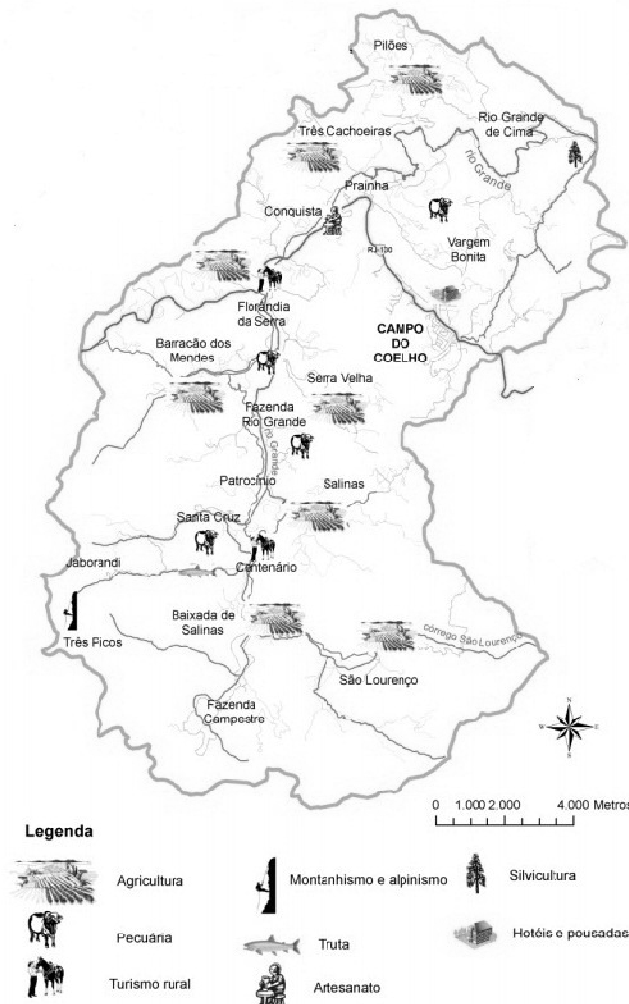 Pilões
Rio Grande
de Cima
Três Cachoeiras
rio Grande
Prainha
Conquista
Vargem
Bonita
RJ-130
Florândia
da Serra
CAMPO
DO
COELHO
Barracão dos
Mendes
Serra Velha
Fazenda
Rio Grande
rio Grande
Patrocínio
Salinas
Santa Cruz
Jaborandi
Centenário
Três Picos
Baixada de
Salinas
córrego São Lourenço
São Lourenço
Fazenda
Campestre
N
W
E
S
0 1.000 2.000 4.000 Metros
Legenda
Agricultura
Montanhismo e alpinismo
Silvicultura
Pecuária
Truta
Hotéis e pousadas
Turismo rural
Artesanato